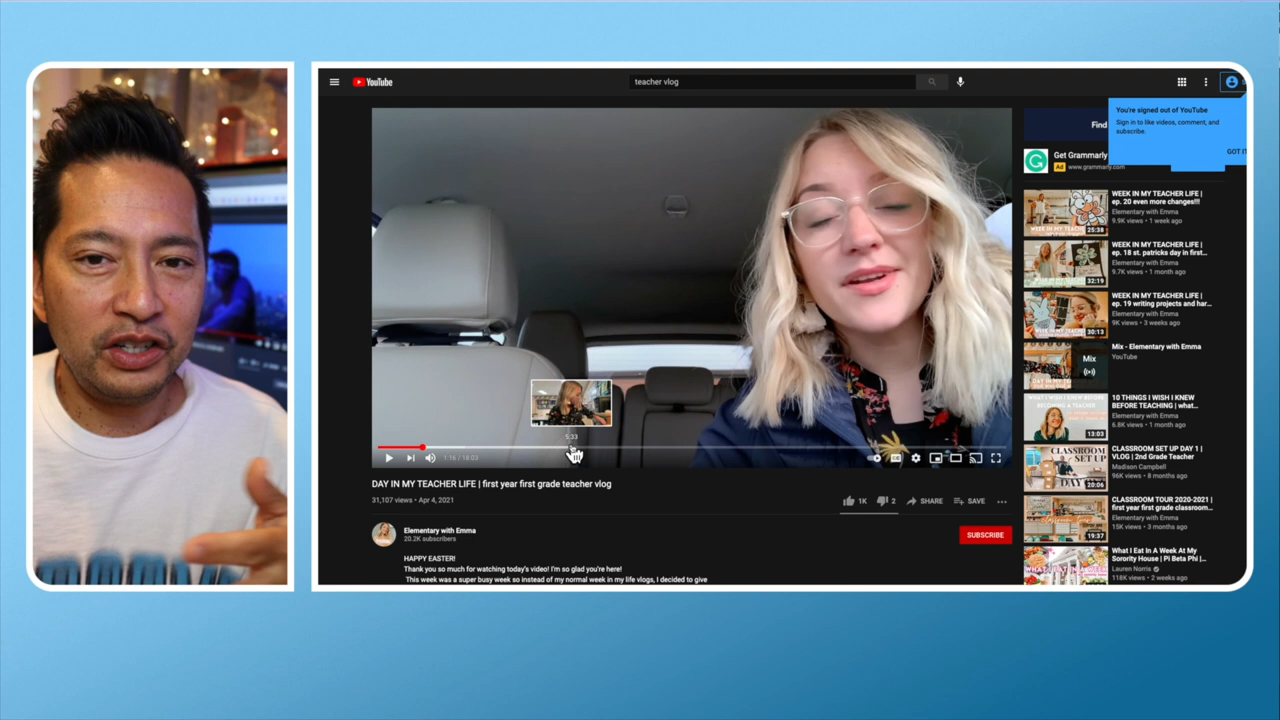 YouTube
teacher vlog
You're signed out of YouTube
Sign in to like videos, comment, and
subscribe.
GOT IT
Find
Get Grammarly
Ad www.grammarly.com
5:33
1:16 / 18:03
DAY IN MY TEACHER LIFE | first year first grade teacher vlog
31,107 views • Apr 4, 2021
1K
2
SHARE
SAVE
Elementary with Emma
20.2K subscribers
SUBSCRIBE
HAPPY EASTER!
Thank you so much for watching today's video! I'm so glad you're here!
This week was a super busy week so instead of my normal week in my life vlogs, I decided to give
WEEK IN MY TEACHER LIFE |
ep. 20 even more changes!!!
Elementary with Emma
9.9K views • 1 week ago
25:38
WEEK IN MY TEACHER LIFE |
ep. 18 st. patricks day in first...
Elementary with Emma
9.7K views • 1 month ago
32:19
WEEK IN MY TEACHER LIFE |
ep. 19 writing projects and har...
Elementary with Emma
9K views • 3 weeks ago
30:13
Mix - Elementary with Emma
YouTube
Mix
10 THINGS I WISH I KNEW
BEFORE TEACHING | what...
Elementary with Emma
6.8K views • 1 month ago
13:03
CLASSROOM SET UP DAY 1 |
VLOG | 2nd Grade Teacher
Madison Campbell
96K views • 8 months ago
CLASSROOM
SET UP
DAY
20:06
CLASSROOM TOUR 2020-2021 |
first year first grade classroom...
Elementary with Emma
15K views • 3 months ago
19:37
What I Eat In A Week At My
Sorority House | Pi Beta Phi |...
Lauren Norris
118K views • 2 weeks ago